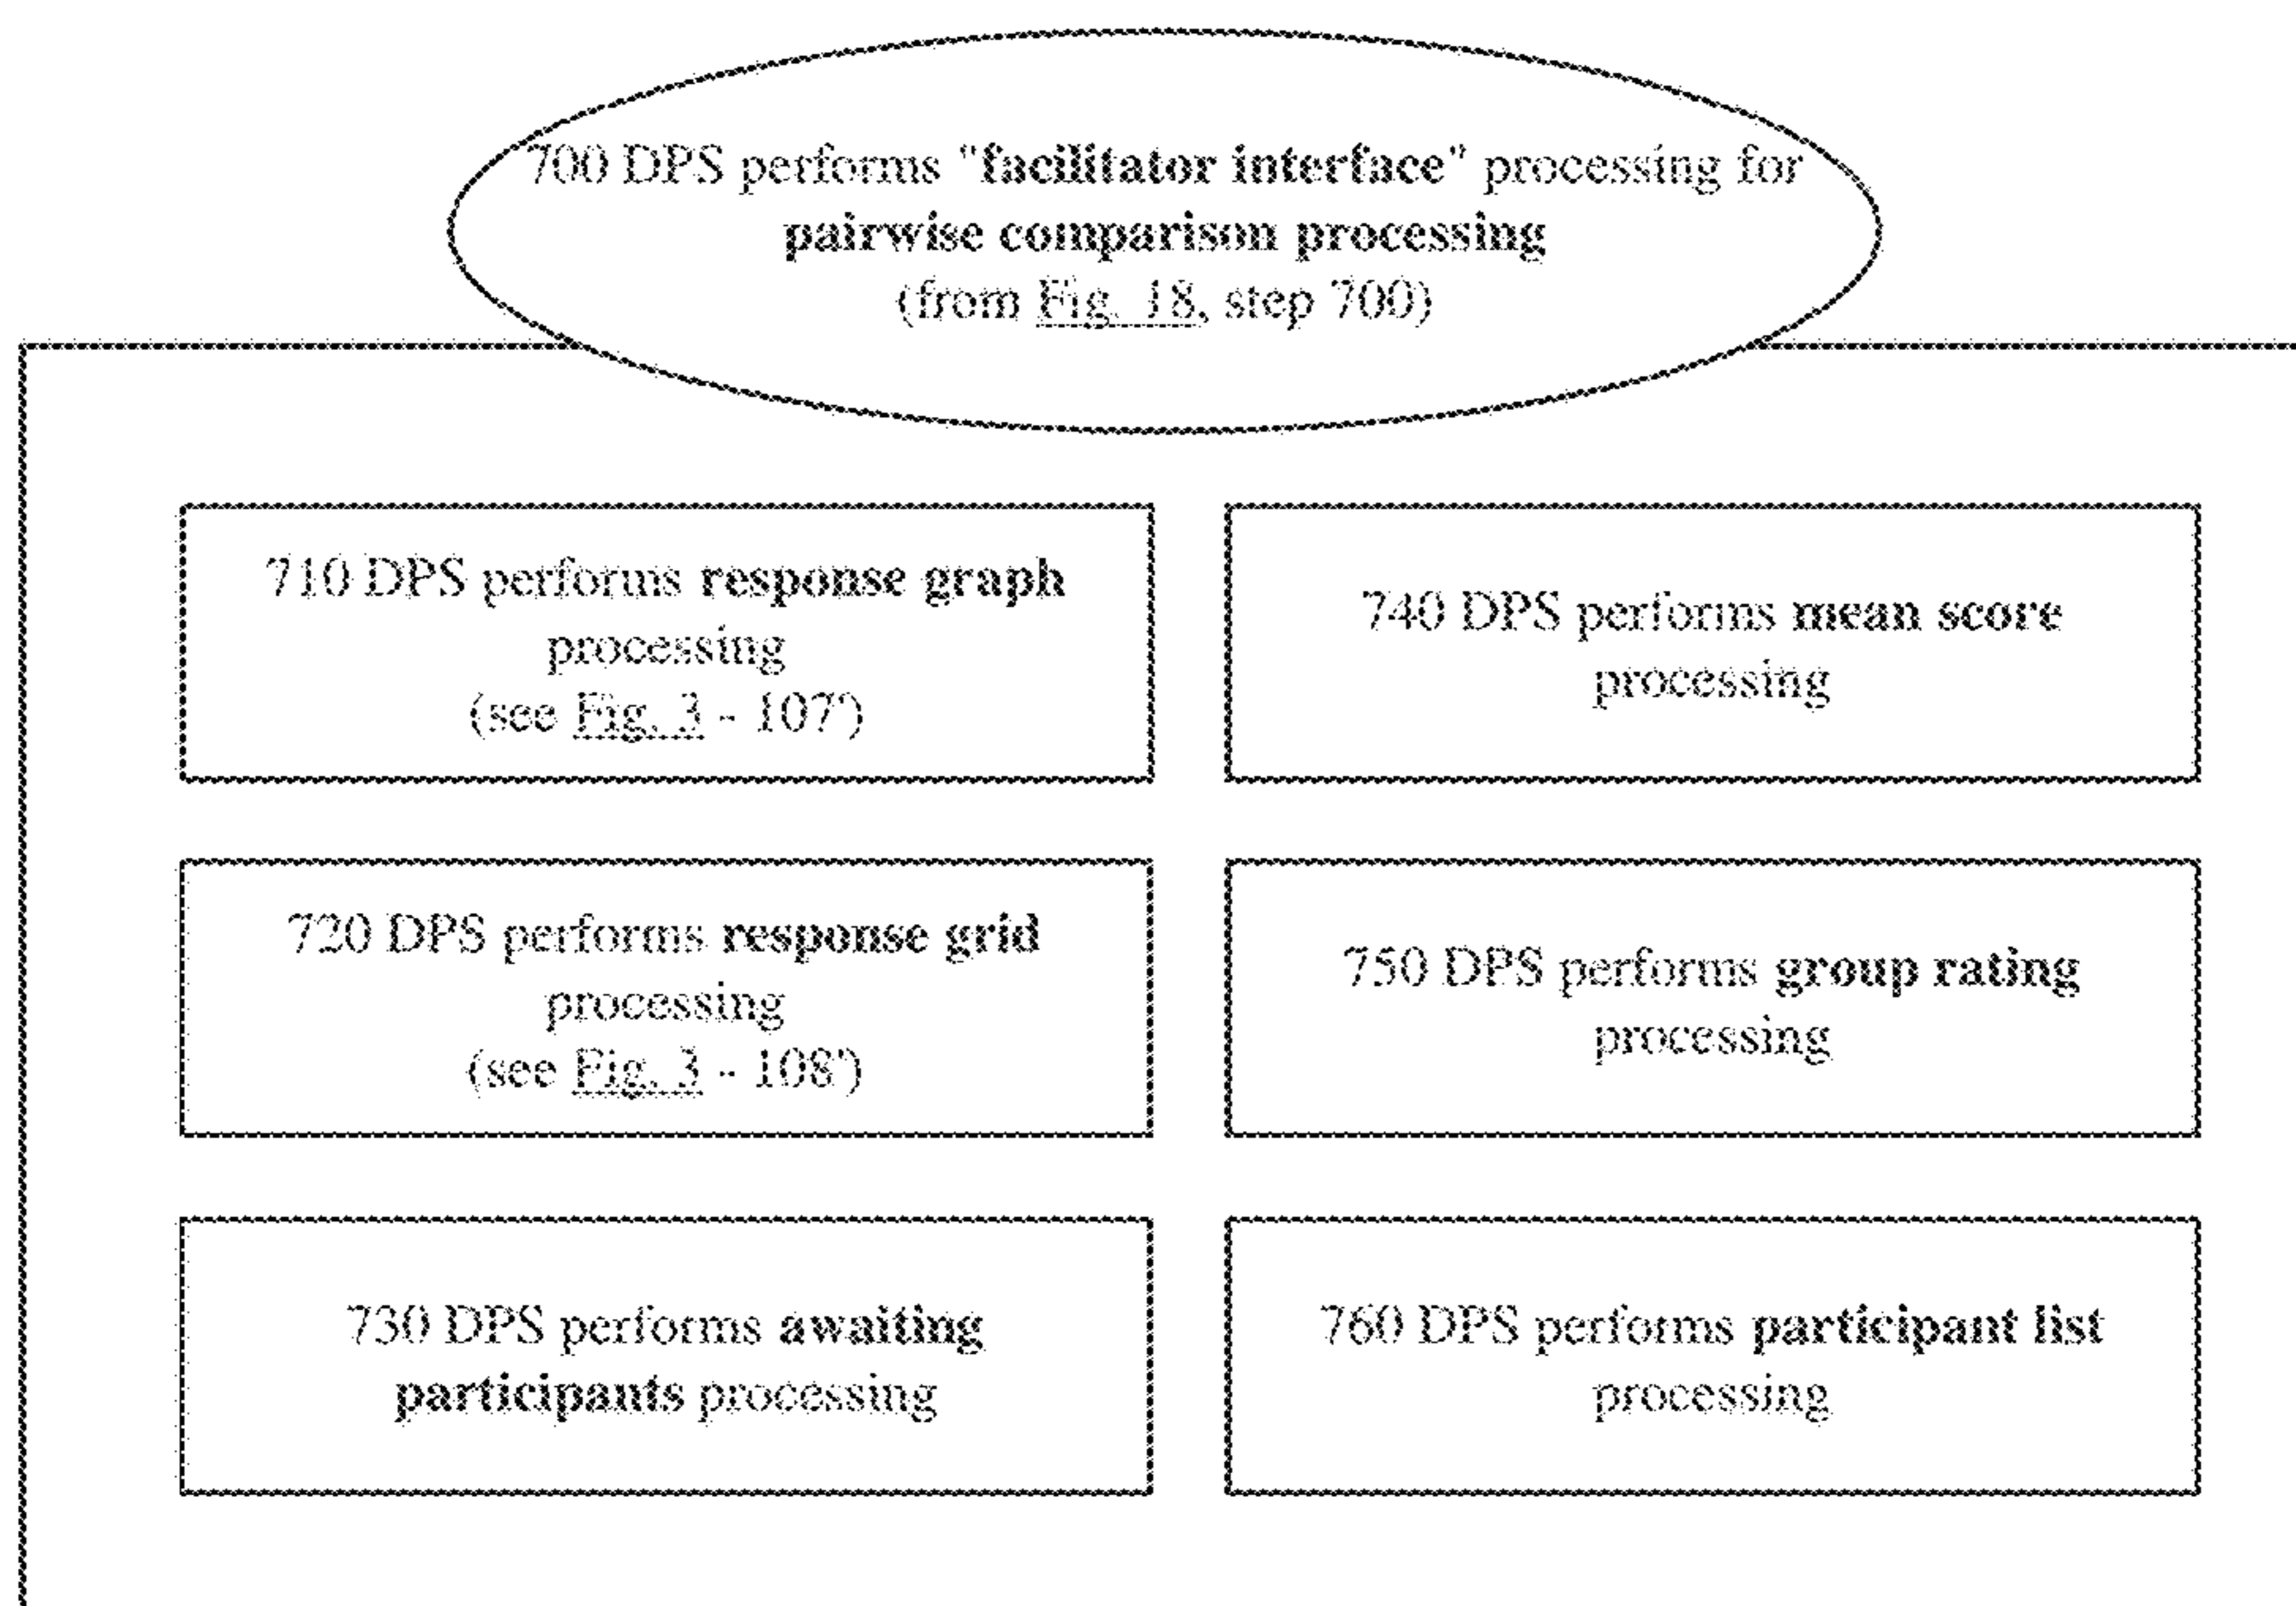 700 DPS performs "facilitator interface" processing for
pairwise comparison processing
(from Fig. 18, step 700)
710 DPS performs response graph
processing
(see Fig. 3 - 107')
740 DPS performs mean score
processing
720 DPS performs response grid
processing
(see Fig. 3 - 108')
750 DPS performs group rating
processing
730 DPS performs awaiting
participants processing
760 DPS performs participant list
processing